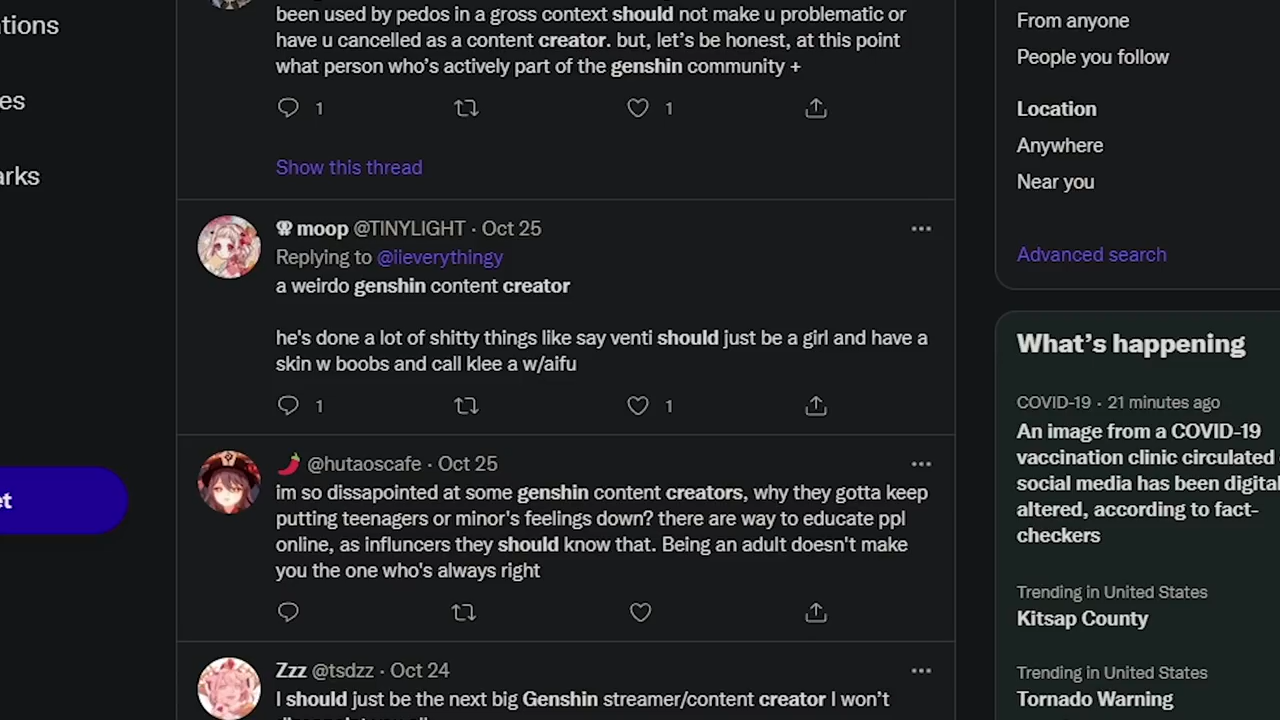 been used by pedos in a gross context should not make u problematic or
have u cancelled as a content creator. but, let's be honest, at this point
what person who's actively part of the genshin community +
1
1
Show this thread
moop @TINYLIGHT · Oct 25
Replying to @iieverythingy
a weirdo genshin content creator
he's done a lot of shitty things like say venti should just be a girl and have a
skin w boobs and call klee a w/aifu
1
1
@hutaoscafe · Oct 25
im so dissapointed at some genshin content creators, why they gotta keep
putting teenagers or minor's feelings down? there are way to educate ppl
online, as influncers they should know that. Being an adult doesn't make
you the one who's always right
Zzz @tsdzz · Oct 24
I should just be the next big Genshin streamer/content creator I won't
tions
es
arks
et
From anyone
People you follow
Location
Anywhere
Near you
Advanced search
What's happening
COVID-19 · 21 minutes ago
An image from a COVID-19
vaccination clinic circulated
social media has been digital
altered, according to fact-
checkers
Trending in United States
Kitsap County
Trending in United States
Tornado Warning